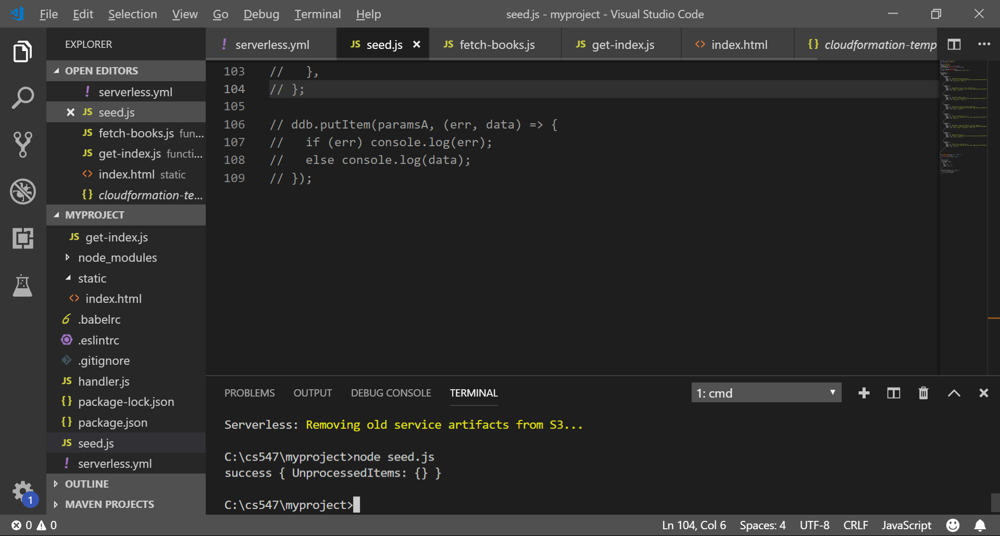 File Edit Selection View Go Debug Terminal Help seed.js - myproject - Visual Studio Code
EXPLORER
! serverless.yml JS seed.js JS fetch-books.js JS get-index.js <> index.html {} cloudformation-temp
OPEN EDITORS
! serverless.yml
JS seed.js
JS fetch-books.js fun...
JS get-index.js functi...
<> index.html static
{} cloudformation-te...
MYPROJECT
JS get-index.js
node_modules
static
<> index.html
.babelrc
.eslintrc
.gitignore
JS handler.js
{} package-lock.json
{} package.json
JS seed.js
! serverless.yml
OUTLINE
MAVEN PROJECTS
1
103 //   },
104 // };
105
106 // ddb.putItem(paramsA, (err, data) => {
107 //   if (err) console.log(err);
108 //   else console.log(data);
109 // });
PROBLEMS OUTPUT DEBUG CONSOLE TERMINAL 1: cmd
Serverless: Removing old service artifacts from S3...
C:\cs547\myproject>node seed.js
success { UnprocessedItems: {} }
C:\cs547\myproject>
0 0 Ln 104, Col 6 Spaces: 4 UTF-8 CRLF JavaScript